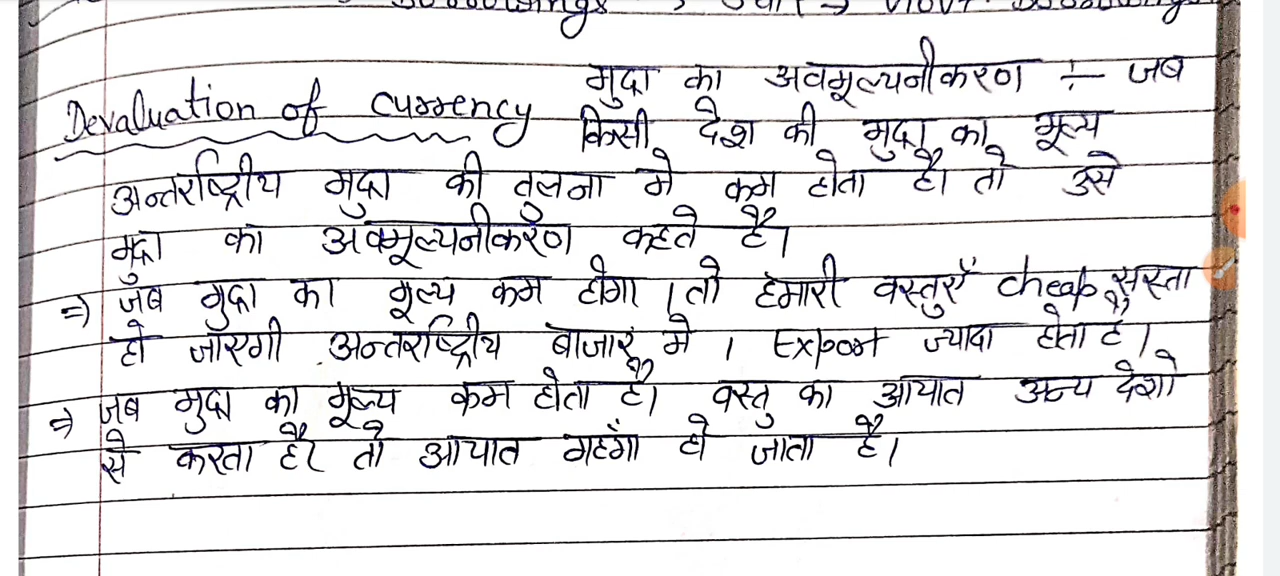 मुद्रा का अवमूल्यनीकरण ÷ जब
Devaluation of currency किसी देश की मुद्रा का मूल्य
अन्तर्राष्ट्रीय मुद्रा की तुलना में कम होता है। तो उसे
मुद्रा का अवमूल्यनीकरण कहते हैं।
=> जब मुद्रा का मूल्य कम होगा । तो हमारी वस्तुएँ cheap सस्ता
हो जाएगी अन्तर्राष्ट्रीय बाजार में । Export ज्यादा होता है।
=> जब मुद्रा का मूल्य कम होता है। वस्तु का आयात अन्य देशो
से करता है। तो आयात महँगा हो जाता है।